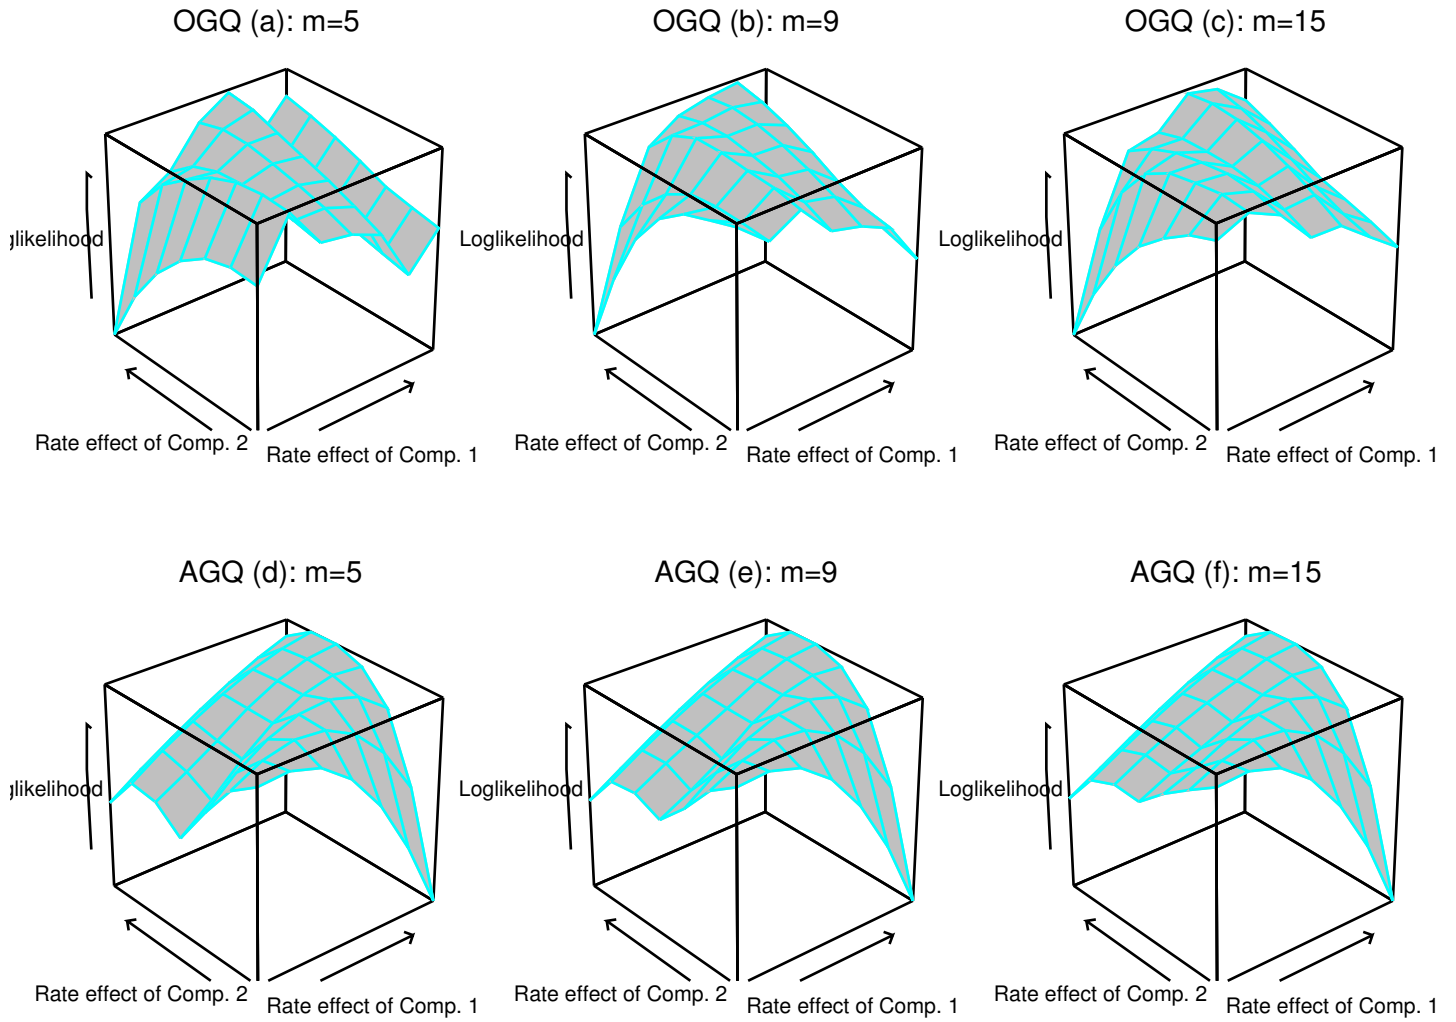 OGQ (a): m=5
OGQ (b): m=9
OGQ (c): m=15
glikelihood
Loglikelihood
Loglikelihood
Rate effect of Comp. 2
Rate effect of Comp. 1
Rate effect of Comp. 2
Rate effect of Comp. 1
Rate effect of Comp. 2
Rate effect of Comp. 1
AGQ (d): m=5
AGQ (e): m=9
AGQ (f): m=15
glikelihood
Loglikelihood
Loglikelihood
Rate effect of Comp. 2
Rate effect of Comp. 1
Rate effect of Comp. 2
Rate effect of Comp. 1
Rate effect of Comp. 2
Rate effect of Comp. 1